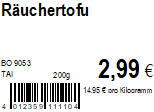 Räuchertofu
BO 9053
TAI 200g
2,99 €
14.95 € pro Kilogramm
4 012359 111104